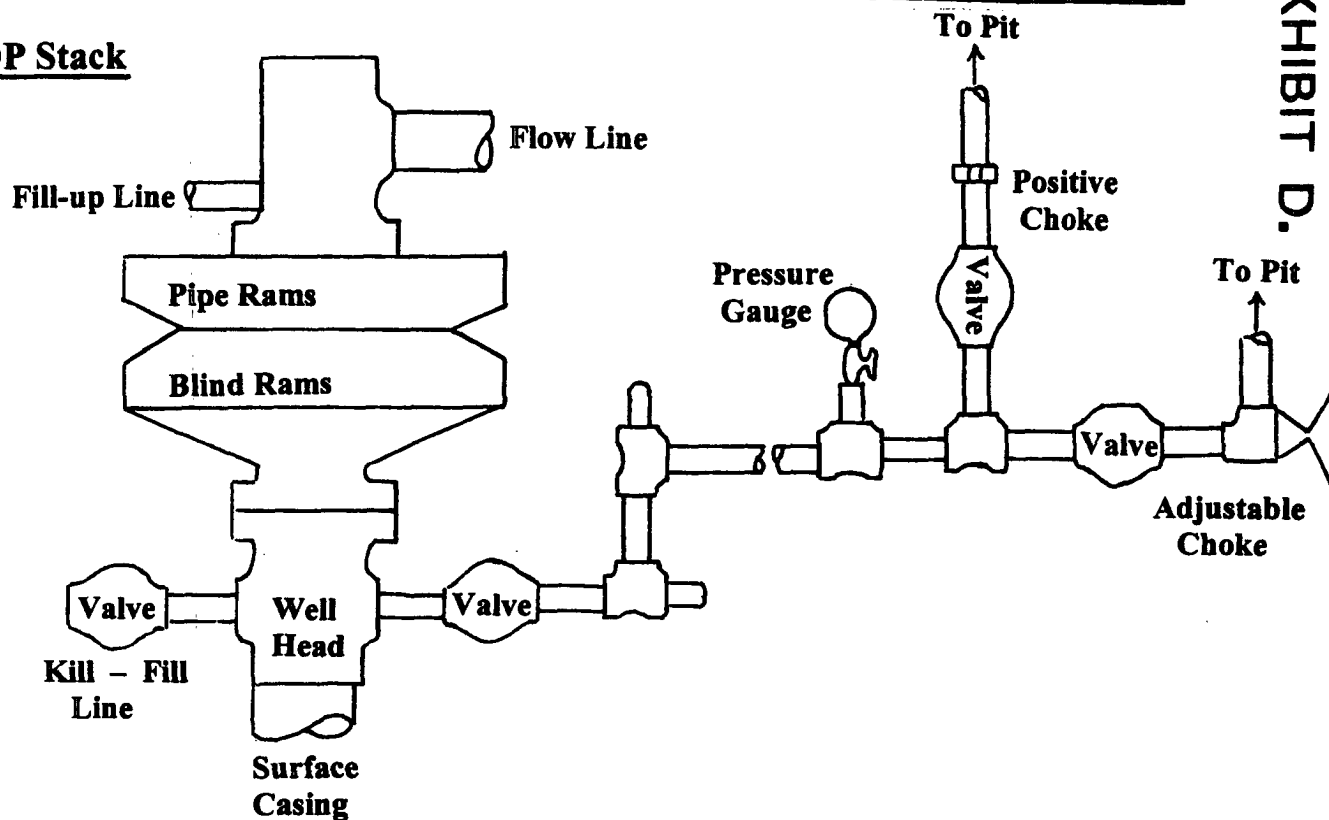 To Pit
P Stack
XHIBIT D.
Flow Line
Fill-up Line
Positive
Choke
Valve
Pressure
Gauge
To Pit
Pipe Rams
Blind Rams
Valve
Adjustable
Choke
Valve
Well
Head
Valve
Kill – Fill
Line
Surface
Casing